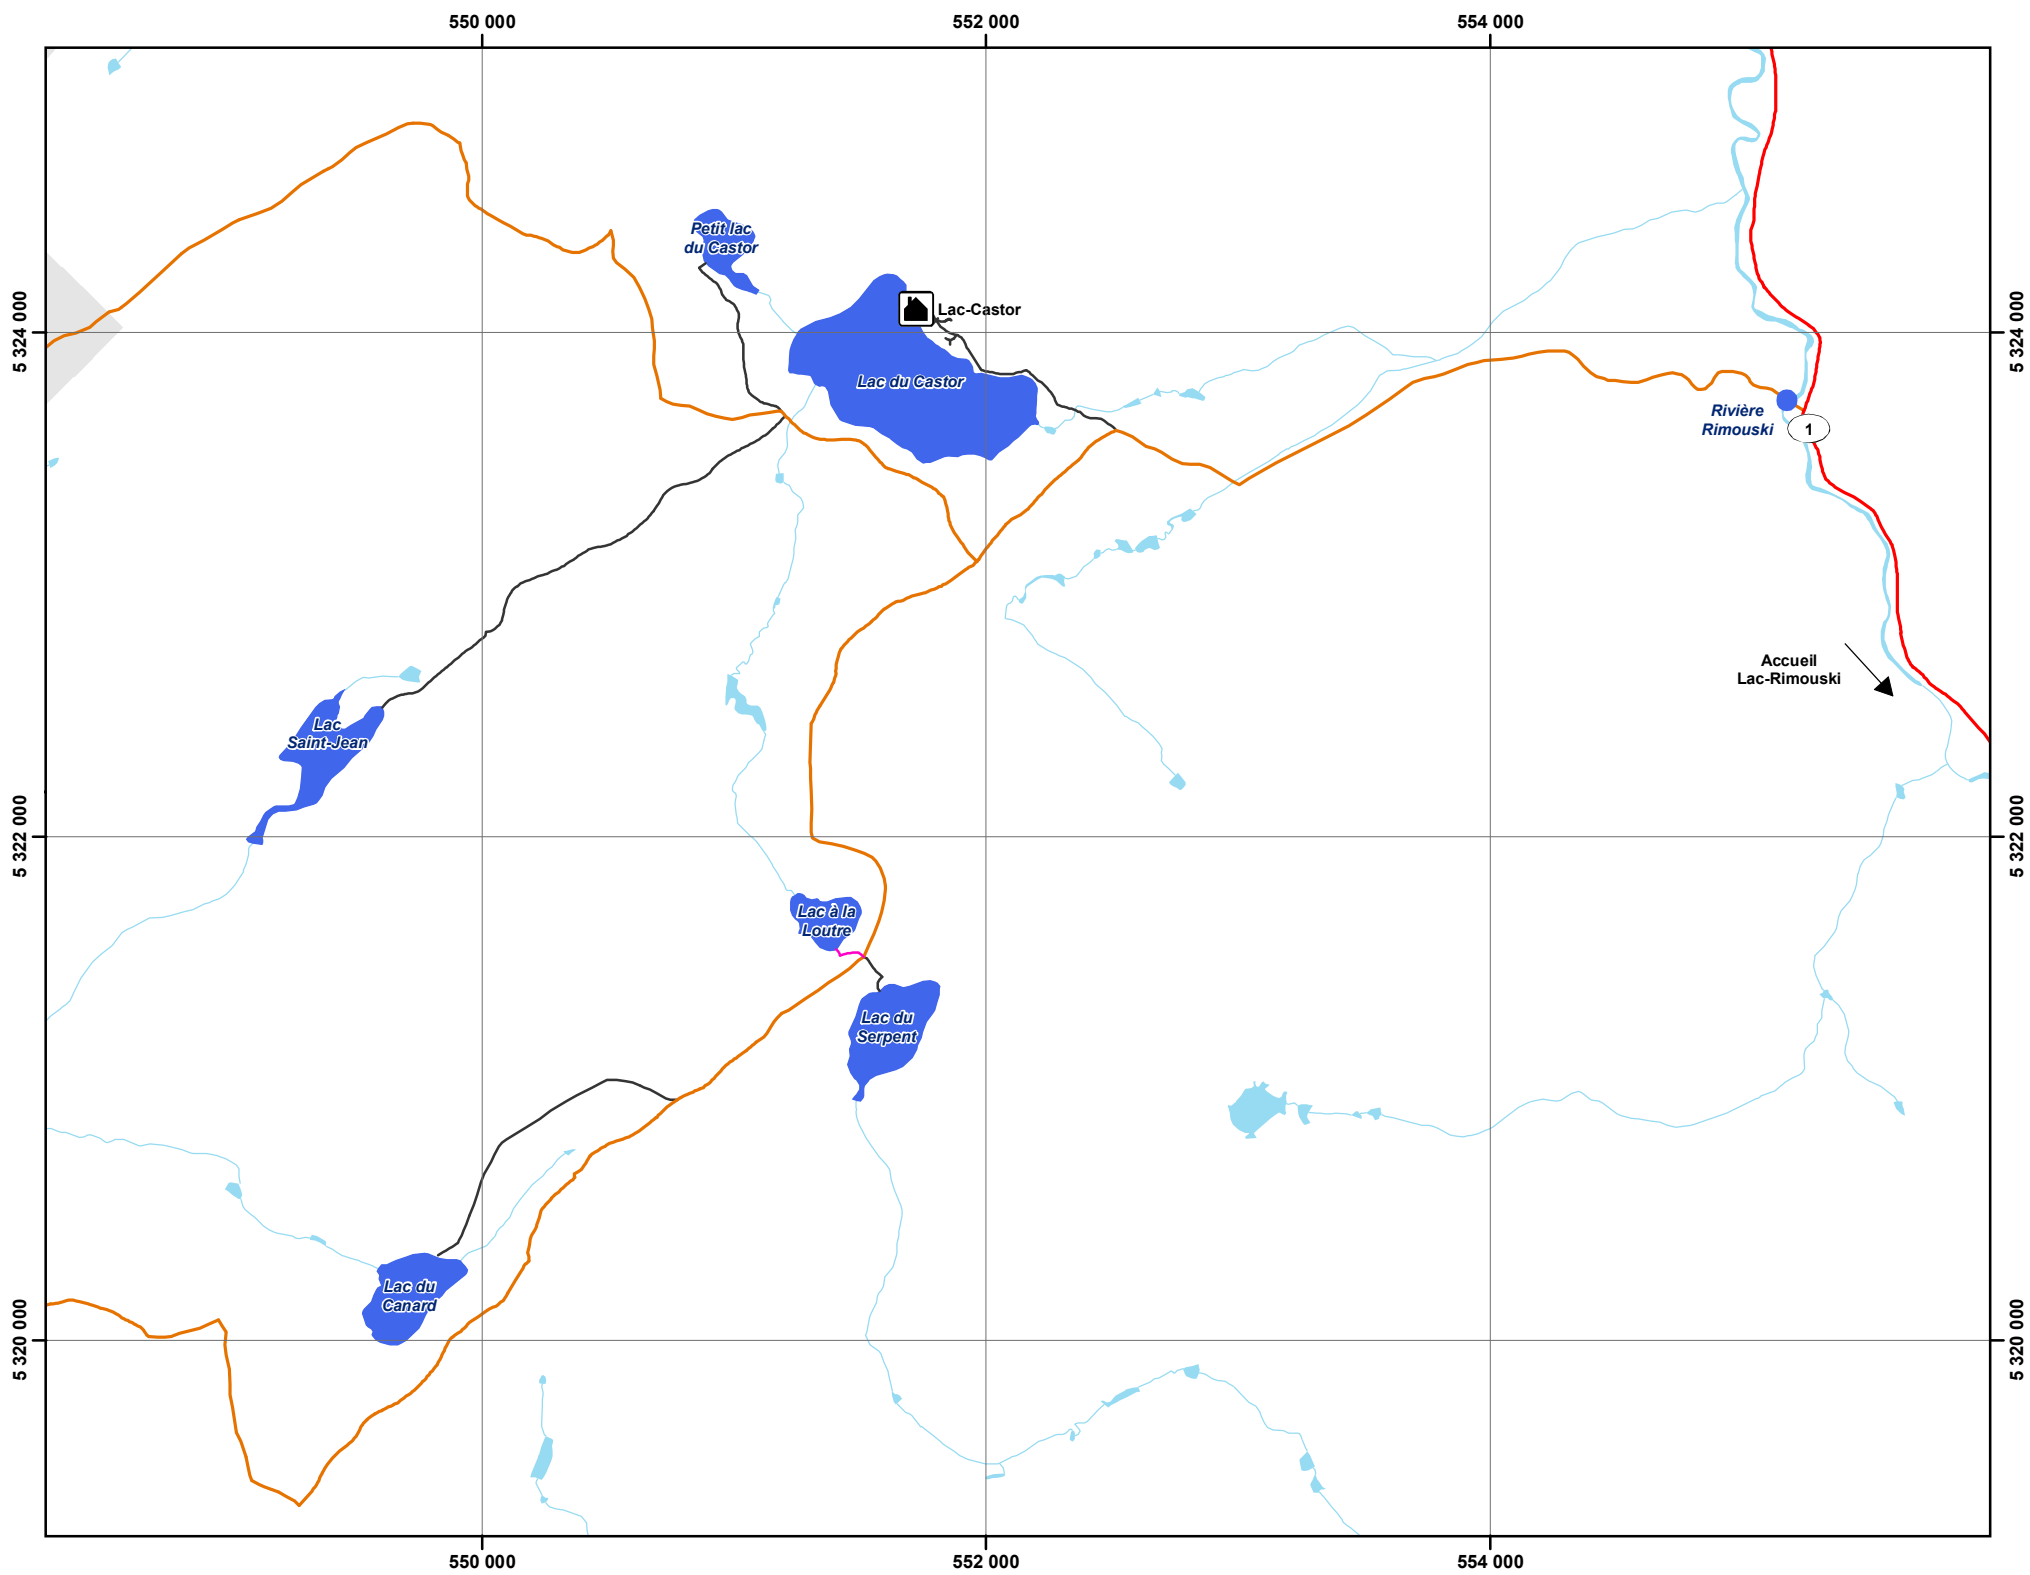 550 000
552 000
554 000
Petit lac
du Castor
Lac-Castor
5 324 000
5 324 000
Lac du Castor
Rivière
Rimouski
1
Accueil
Lac-Rimouski
Lac
Saint-Jean
5 322 000
5 322 000
Lac à la
Loutre
Lac du
Serpent
Lac du
Canard
5 320 000
5 320 000
550 000
552 000
554 000